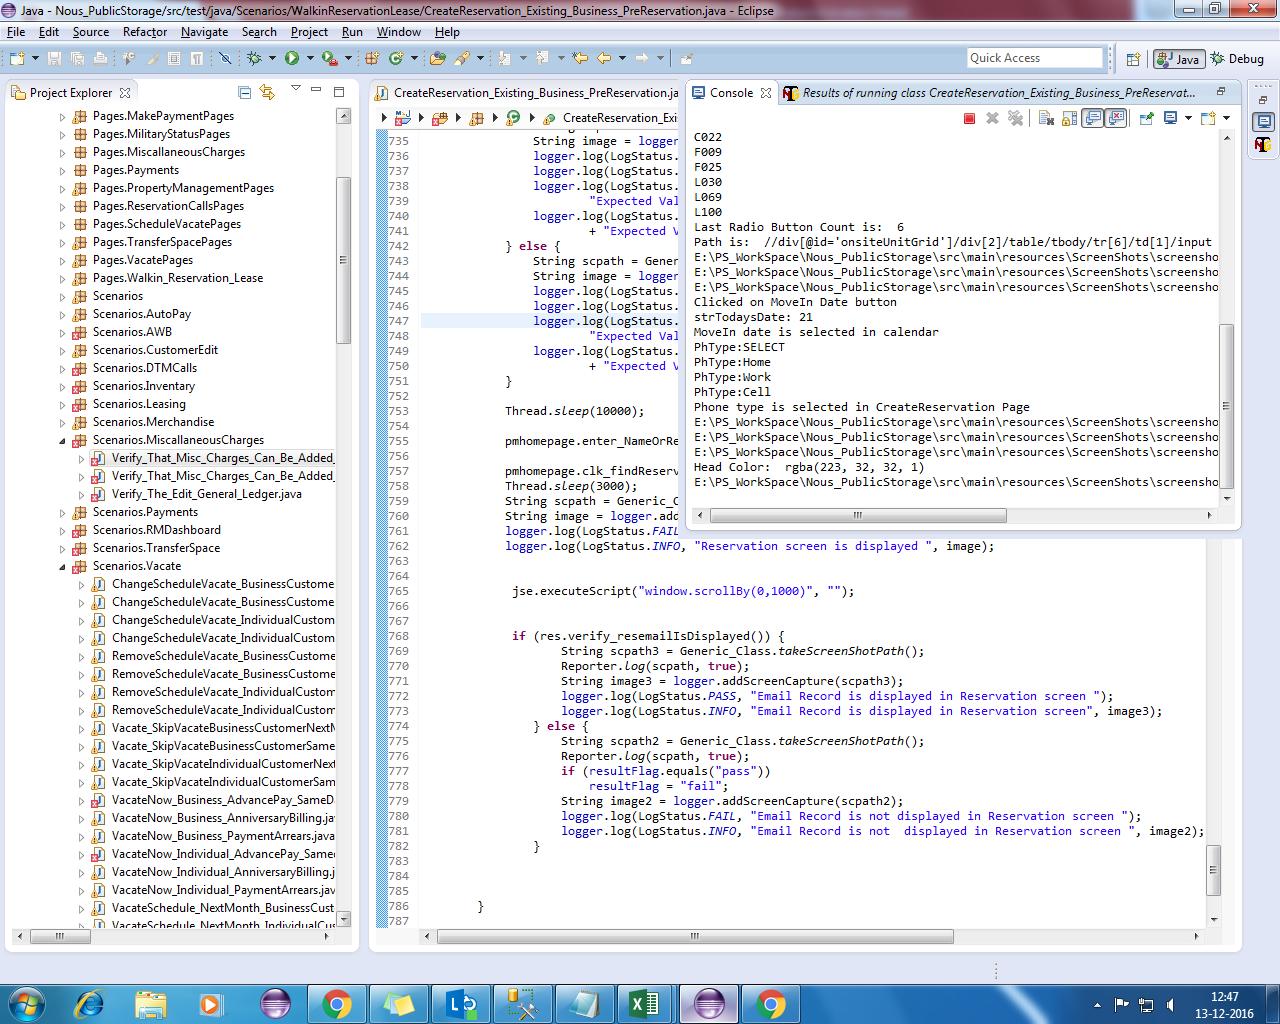 Java - Nous_PublicStorage/src/test/java/Scenarios/WalkinReservationLease/CreateReservation_Existing_Business_PreReservation.java - Eclipse
File Edit Source Refactor Navigate Search Project Run Window Help
Quick Access
Java
Debug
Project Explorer
Pages.MakePaymentPages
Pages.MilitaryStatusPages
Pages.MiscallaneousCharges
Pages.Payments
Pages.PropertyManagementPages
Pages.ReservationCallsPages
Pages.ScheduleVacatePages
Pages.TransferSpacePages
Pages.VacatePages
Pages.Walkin_Reservation_Lease
Scenarios
Scenarios.AutoPay
Scenarios.AWB
Scenarios.CustomerEdit
Scenarios.DTMCalls
Scenarios.Inventory
Scenarios.Leasing
Scenarios.Merchandise
Scenarios.MiscallaneousCharges
Verify_That_Misc_Charges_Can_Be_Added_
Verify_That_Misc_Charges_Can_Be_Added_
Verify_The_Edit_General_Ledger.java
Scenarios.Payments
Scenarios.RMDashboard
Scenarios.TransferSpace
Scenarios.Vacate
ChangeScheduleVacate_BusinessCustome
ChangeScheduleVacate_BusinessCustome
ChangeScheduleVacate_IndividualCustom
ChangeScheduleVacate_IndividualCustom
RemoveScheduleVacate_BusinessCustome
RemoveScheduleVacate_BusinessCustome
RemoveScheduleVacate_IndividualCustom
RemoveScheduleVacate_IndividualCustom
Vacate_SkipVacateBusinessCustomerNextM
Vacate_SkipVacateBusinessCustomerSame
Vacate_SkipVacateIndividualCustomerNext
Vacate_SkipVacateIndividualCustomerSam
VacateNow_Business_AdvancePay_SameD
VacateNow_Business_AnniversaryBilling.ja
VacateNow_Business_PaymentArrears.java
VacateNow_Individual_AdvancePay_Same
VacateNow_Individual_AnniversaryBilling.j
VacateNow_Individual_PaymentArrears.jav
VacateSchedule_NextMonth_BusinessCust
VacateSchedule_NextMonth_IndividualCus
CreateReservation_Existing_Business_PreReservation.ja
CreateReservation_Exi
735 String image = logger
736 logger.log(LogStatus.
737 logger.log(LogStatus.
738 logger.log(LogStatus.
739 "Expected Val
740 logger.log(LogStatus.
741 + "Expected V
742 } else {
743 String scpath = Gener
744 String image = logger
745 logger.log(LogStatus.
746 logger.log(LogStatus.
747 logger.log(LogStatus.
748 "Expected Val
749 logger.log(LogStatus.
750 + "Expected V
751 }
752
753 Thread.sleep(10000);
754
755 pmhomepage.enter_NameOrRe
756
757 pmhomepage.clk_findReserv
758 Thread.sleep(3000);
759 String scpath = Generic_C
760 String image = logger.add
761 logger.log(LogStatus.FAIL
762 logger.log(LogStatus.INFO, "Reservation screen is displayed ", image);
763
764
765 jse.executeScript("window.scrollBy(0,1000)", "");
766
767
768 if (res.verify_resemailIsDisplayed()) {
769 String scpath3 = Generic_Class.takeScreenShotPath();
770 Reporter.log(scpath, true);
771 String image3 = logger.addScreenCapture(scpath3);
772 logger.log(LogStatus.PASS, "Email Record is displayed in Reservation screen ");
773 logger.log(LogStatus.INFO, "Email Record is displayed in Reservation screen", image3);
774 } else {
775 String scpath2 = Generic_Class.takeScreenShotPath();
776 Reporter.log(scpath, true);
777 if (resultFlag.equals("pass"))
778 resultFlag = "fail";
779 String image2 = logger.addScreenCapture(scpath2);
780 logger.log(LogStatus.FAIL, "Email Record is not displayed in Reservation screen ");
781 logger.log(LogStatus.INFO, "Email Record is not  displayed in Reservation screen ", image2);
782 }
783
784
785
786 }
787
Console
Results of running class CreateReservation_Existing_Business_PreReservat...
C022
F009
F025
L030
L069
L100
Last Radio Button Count is:  6
Path is:  //div[@id='onsiteUnitGrid']/div[2]/table/tbody/tr[6]/td[1]/input
E:\PS_WorkSpace\Nous_PublicStorage\src\main\resources\ScreenShots\screensho
E:\PS_WorkSpace\Nous_PublicStorage\src\main\resources\ScreenShots\screensho
E:\PS_WorkSpace\Nous_PublicStorage\src\main\resources\ScreenShots\screensho
Clicked on MoveIn Date button
strTodaysDate: 21
MoveIn date is selected in calendar
PhType:SELECT
PhType:Home
PhType:Work
PhType:Cell
Phone type is selected in CreateReservation Page
E:\PS_WorkSpace\Nous_PublicStorage\src\main\resources\ScreenShots\screensho
E:\PS_WorkSpace\Nous_PublicStorage\src\main\resources\ScreenShots\screensho
E:\PS_WorkSpace\Nous_PublicStorage\src\main\resources\ScreenShots\screensho
Head Color:  rgba(223, 32, 32, 1)
E:\PS_WorkSpace\Nous_PublicStorage\src\main\resources\ScreenShots\screensho
12:47
13-12-2016